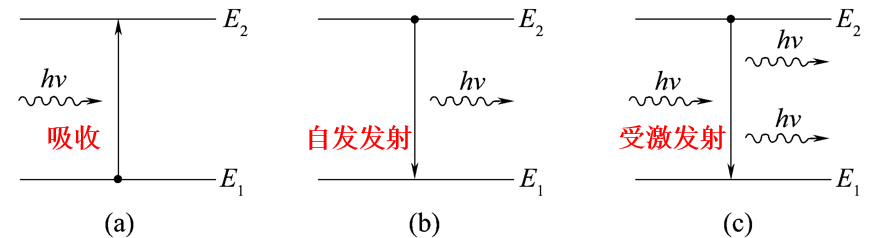 E₂ E₂ E₂
hν
hν hν hν
吸收 自发发射 受激发射
hν
E₁ E₁ E₁
(a) (b) (c)